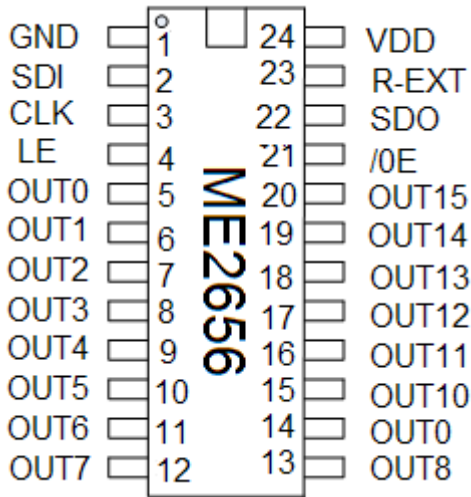 GND 1 24 VDD
SDI 2 23 R-EXT
CLK 3 22 SDO
LE 4 21 /0E
OUT0 5 20 OUT15
OUT1 6 19 OUT14
OUT2 7 18 OUT13
OUT3 8 17 OUT12
OUT4 9 16 OUT11
OUT5 10 15 OUT10
OUT6 11 14 OUT0
OUT7 12 13 OUT8
ME2656